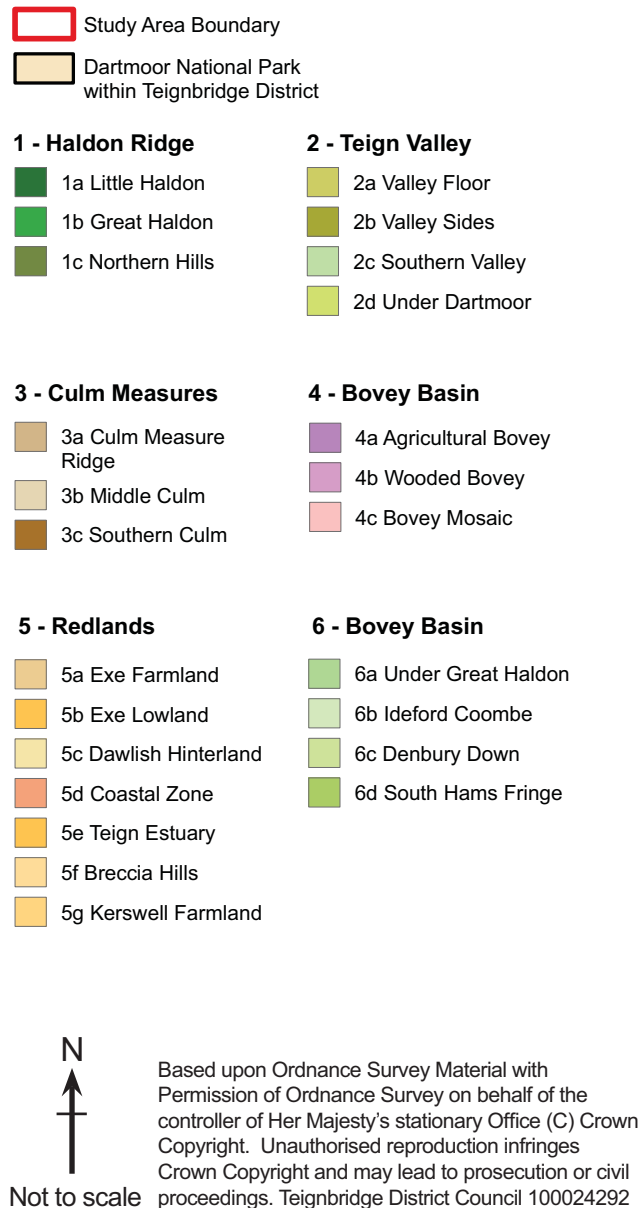 Study Area Boundary
Dartmoor National Park
within Teignbridge District
1 - Haldon Ridge
1a Little Haldon
1b Great Haldon
1c Northern Hills
2 - Teign Valley
2a Valley Floor
2b Valley Sides
2c Southern Valley
2d Under Dartmoor
3 - Culm Measures
3a Culm Measure
Ridge
3b Middle Culm
3c Southern Culm
4 - Bovey Basin
4a Agricultural Bovey
4b Wooded Bovey
4c Bovey Mosaic
5 - Redlands
5a Exe Farmland
5b Exe Lowland
5c Dawlish Hinterland
5d Coastal Zone
5e Teign Estuary
5f Breccia Hills
5g Kerswell Farmland
6 - Bovey Basin
6a Under Great Haldon
6b Ideford Coombe
6c Denbury Down
6d South Hams Fringe
N
Not to scale
Based upon Ordnance Survey Material with
Permission of Ordnance Survey on behalf of the
controller of Her Majesty's stationary Office (C) Crown
Copyright. Unauthorised reproduction infringes
Crown Copyright and may lead to prosecution or civil
proceedings. Teignbridge District Council 100024292